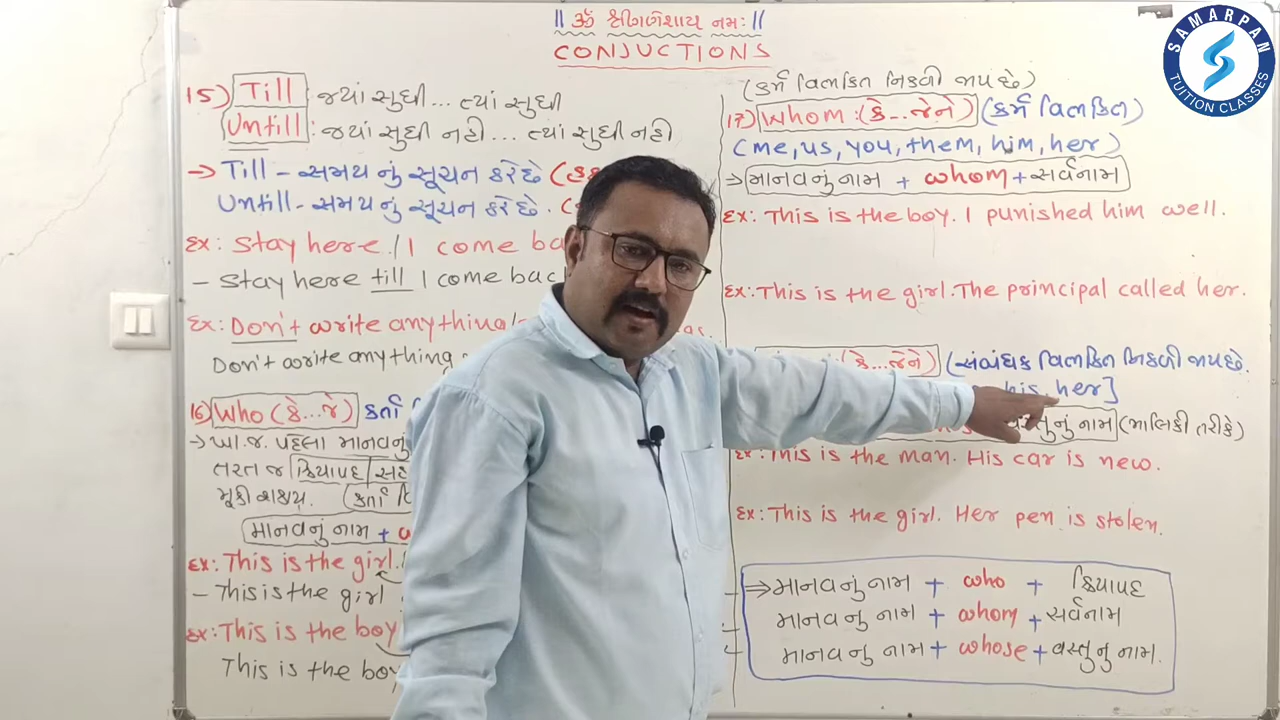 || ૐ શ્રી ગણેશાય નમઃ ||
CONJUCTIONS
15) Till જ્યાં સુધી... ત્યાં સુધી
Untill : જ્યાં સુધી નહી... ત્યાં સુધી નહી
→ Till - સમય નું સૂચન કરે છે
Untill - સમય નું સૂચન કરે છે.
Ex: Stay here. / I come
- Stay here till I come back
Ex: Don't write anything
Don't write anything
16) Who (કે...જે) કર્તા
→ ખા.જ. પહેલા માનવનું
તરત જ ક્રિયાપદ
મૂકી શકાય.
માનવનું નામ +
Ex: This is the girl.
- This is the girl
Ex: This is the boy
This is the boy
(કર્મ વિભક્તિ નિકળી જાય છે)
17) Whom : (કે...જેને) (કર્મ વિભક્તિ)
(me, us, you, them, him, her)
→ માનવનું નામ + whom + સર્વનામ
Ex: This is the boy. I punished him well.
Ex: This is the girl. The principal called her.
(કે...જેની) (સંબંધક વિભક્તિ નિકળી જાય છે.
his, her]
વસ્તુનું નામ (માલિકી તરીકે)
Ex: This is the man. His car is new.
Ex: This is the girl. Her pen is stolen.
⇒ માનવનું નામ + who + ક્રિયાપદ
માનવનું નામ + whom + સર્વનામ
માનવનું નામ + whose + વસ્તુનું નામ.
SAMARPAN
TUITION CLASSES